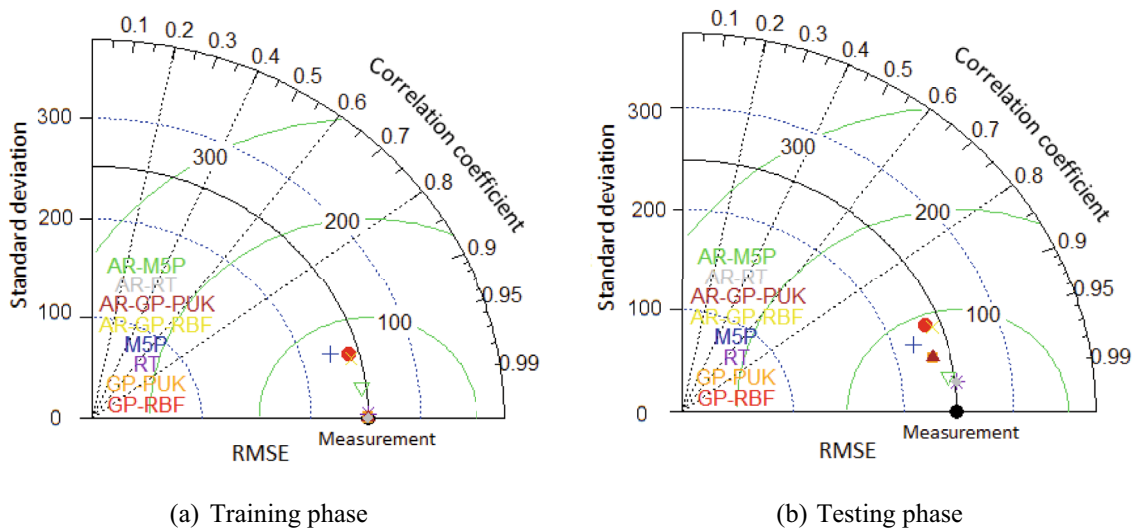 0.1 0.2 0.3 0.4 0.5 0.6 0.7 0.8 0.9 0.95 0.99
Correlation coefficient
Standard deviation
300
200
100
0
300
200
100
AR-M5P
AR-RT
AR-GP-PUK
AR-GP-RBF
M5P
RT
GP-PUK
GP-RBF
Measurement
RMSE
(a) Training phase
0.1 0.2 0.3 0.4 0.5 0.6 0.7 0.8 0.9 0.95 0.99
Correlation coefficient
Standard deviation
300
200
100
0
300
200
100
AR-M5P
AR-RT
AR-GP-PUK
AR-GP-RBF
M5P
RT
GP-PUK
GP-RBF
Measurement
RMSE
(b) Testing phase